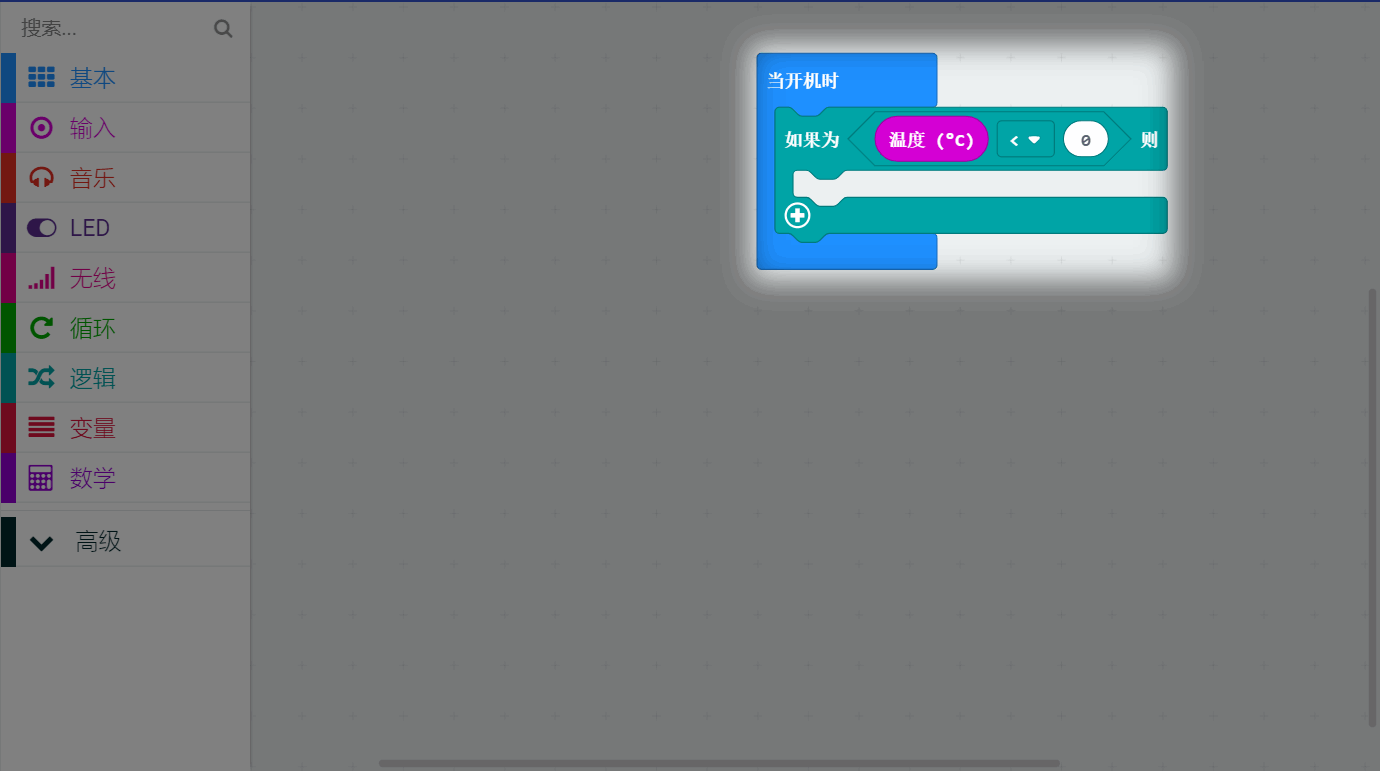 搜索...
基本
输入
音乐
LED
无线
循环
逻辑
变量
数学
高级
当开机时
如果为 温度 (°C) < 0 则